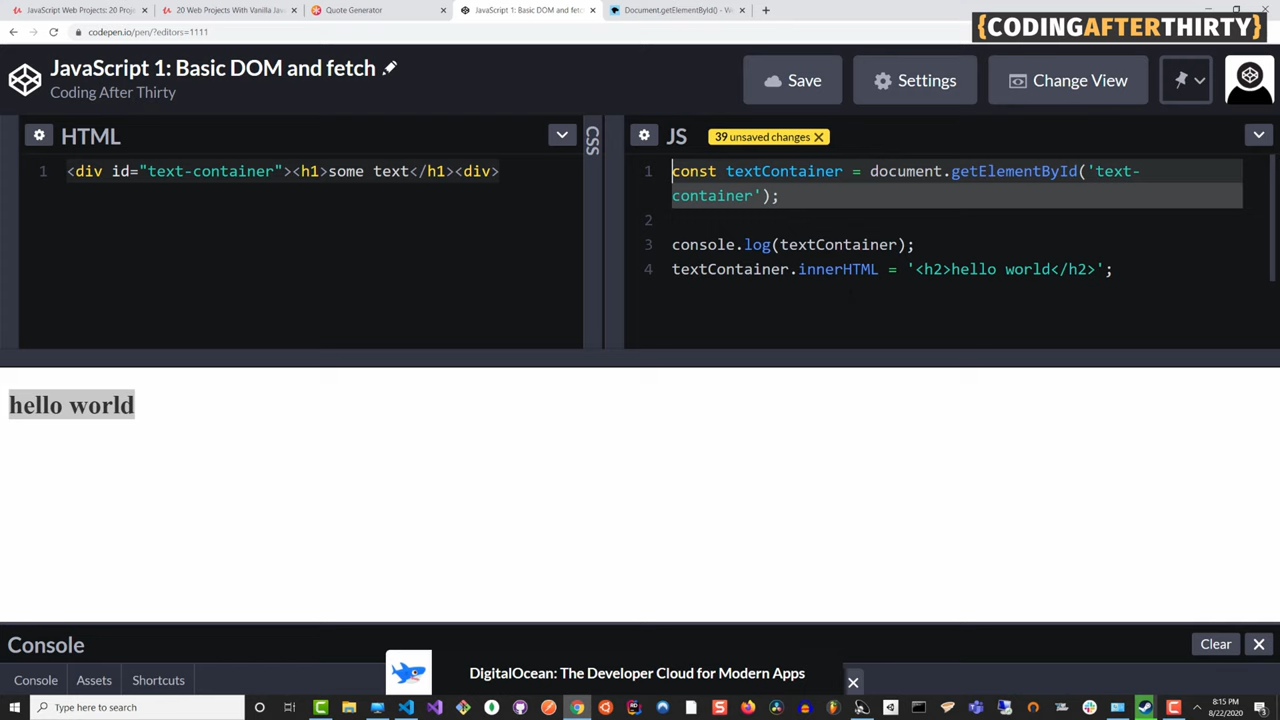 JavaScript Web Projects: 20 Proj
20 Web Projects With Vanilla Jav
Quote Generator
JavaScript 1: Basic DOM and fetch
Document.getElementById() - We
{CODINGAFTERTHIRTY}
codepen.io/pen/?editors=1111
JavaScript 1: Basic DOM and fetch
Coding After Thirty
Save
Settings
Change View
HTML
CSS
JS
39 unsaved changes
1 <div id="text-container"><h1>some text</h1><div>
1 const textContainer = document.getElementById('text-
container');
2
3 console.log(textContainer);
4 textContainer.innerHTML = '<h2>hello world</h2>';
hello world
Console
Clear
Console
Assets
Shortcuts
DigitalOcean: The Developer Cloud for Modern Apps
Type here to search
8:15 PM
8/22/2020